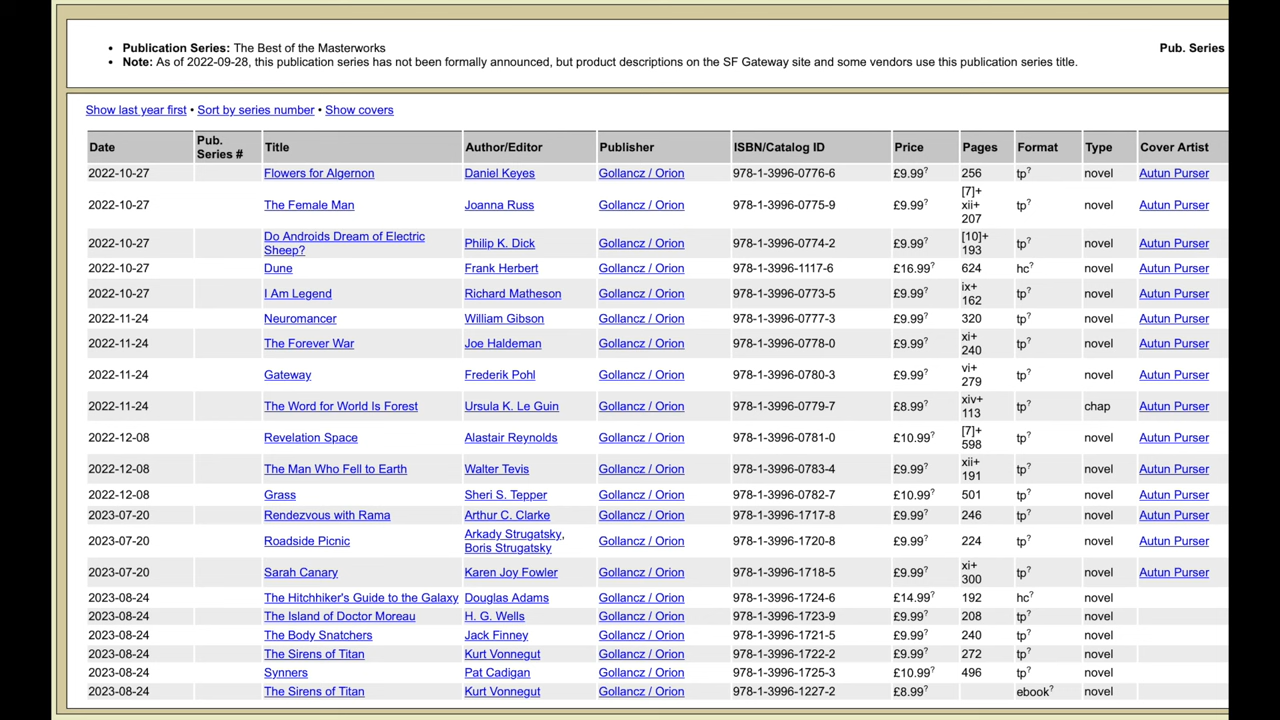 • Publication Series: The Best of the Masterworks Pub. Series
• Note: As of 2022-09-28, this publication series has not been formally announced, but product descriptions on the SF Gateway site and some vendors use this publication series title.
Show last year first • Sort by series number • Show covers
Date Pub. Series # Title Author/Editor Publisher ISBN/Catalog ID Price Pages Format Type Cover Artist
2022-10-27 Flowers for Algernon Daniel Keyes Gollancz / Orion 978-1-3996-0776-6 £9.99? 256 tp? novel Autun Purser
2022-10-27 The Female Man Joanna Russ Gollancz / Orion 978-1-3996-0775-9 £9.99? [7]+ xii+ 207 tp? novel Autun Purser
2022-10-27 Do Androids Dream of Electric Sheep? Philip K. Dick Gollancz / Orion 978-1-3996-0774-2 £9.99? [10]+ 193 tp? novel Autun Purser
2022-10-27 Dune Frank Herbert Gollancz / Orion 978-1-3996-1117-6 £16.99? 624 hc? novel Autun Purser
2022-10-27 I Am Legend Richard Matheson Gollancz / Orion 978-1-3996-0773-5 £9.99? ix+ 162 tp? novel Autun Purser
2022-11-24 Neuromancer William Gibson Gollancz / Orion 978-1-3996-0777-3 £9.99? 320 tp? novel Autun Purser
2022-11-24 The Forever War Joe Haldeman Gollancz / Orion 978-1-3996-0778-0 £9.99? xi+ 240 tp? novel Autun Purser
2022-11-24 Gateway Frederik Pohl Gollancz / Orion 978-1-3996-0780-3 £9.99? vi+ 279 tp? novel Autun Purser
2022-11-24 The Word for World Is Forest Ursula K. Le Guin Gollancz / Orion 978-1-3996-0779-7 £8.99? xiv+ 113 tp? chap Autun Purser
2022-12-08 Revelation Space Alastair Reynolds Gollancz / Orion 978-1-3996-0781-0 £10.99? [7]+ 598 tp? novel Autun Purser
2022-12-08 The Man Who Fell to Earth Walter Tevis Gollancz / Orion 978-1-3996-0783-4 £9.99? xii+ 191 tp? novel Autun Purser
2022-12-08 Grass Sheri S. Tepper Gollancz / Orion 978-1-3996-0782-7 £10.99? 501 tp? novel Autun Purser
2023-07-20 Rendezvous with Rama Arthur C. Clarke Gollancz / Orion 978-1-3996-1717-8 £9.99? 246 tp? novel Autun Purser
2023-07-20 Roadside Picnic Arkady Strugatsky, Boris Strugatsky Gollancz / Orion 978-1-3996-1720-8 £9.99? 224 tp? novel Autun Purser
2023-07-20 Sarah Canary Karen Joy Fowler Gollancz / Orion 978-1-3996-1718-5 £9.99? xi+ 300 tp? novel Autun Purser
2023-08-24 The Hitchhiker's Guide to the Galaxy Douglas Adams Gollancz / Orion 978-1-3996-1724-6 £14.99? 192 hc? novel
2023-08-24 The Island of Doctor Moreau H. G. Wells Gollancz / Orion 978-1-3996-1723-9 £9.99? 208 tp? novel
2023-08-24 The Body Snatchers Jack Finney Gollancz / Orion 978-1-3996-1721-5 £9.99? 240 tp? novel
2023-08-24 The Sirens of Titan Kurt Vonnegut Gollancz / Orion 978-1-3996-1722-2 £9.99? 272 tp? novel
2023-08-24 Synners Pat Cadigan Gollancz / Orion 978-1-3996-1725-3 £10.99? 496 tp? novel
2023-08-24 The Sirens of Titan Kurt Vonnegut Gollancz / Orion 978-1-3996-1227-2 £8.99? ebook? novel